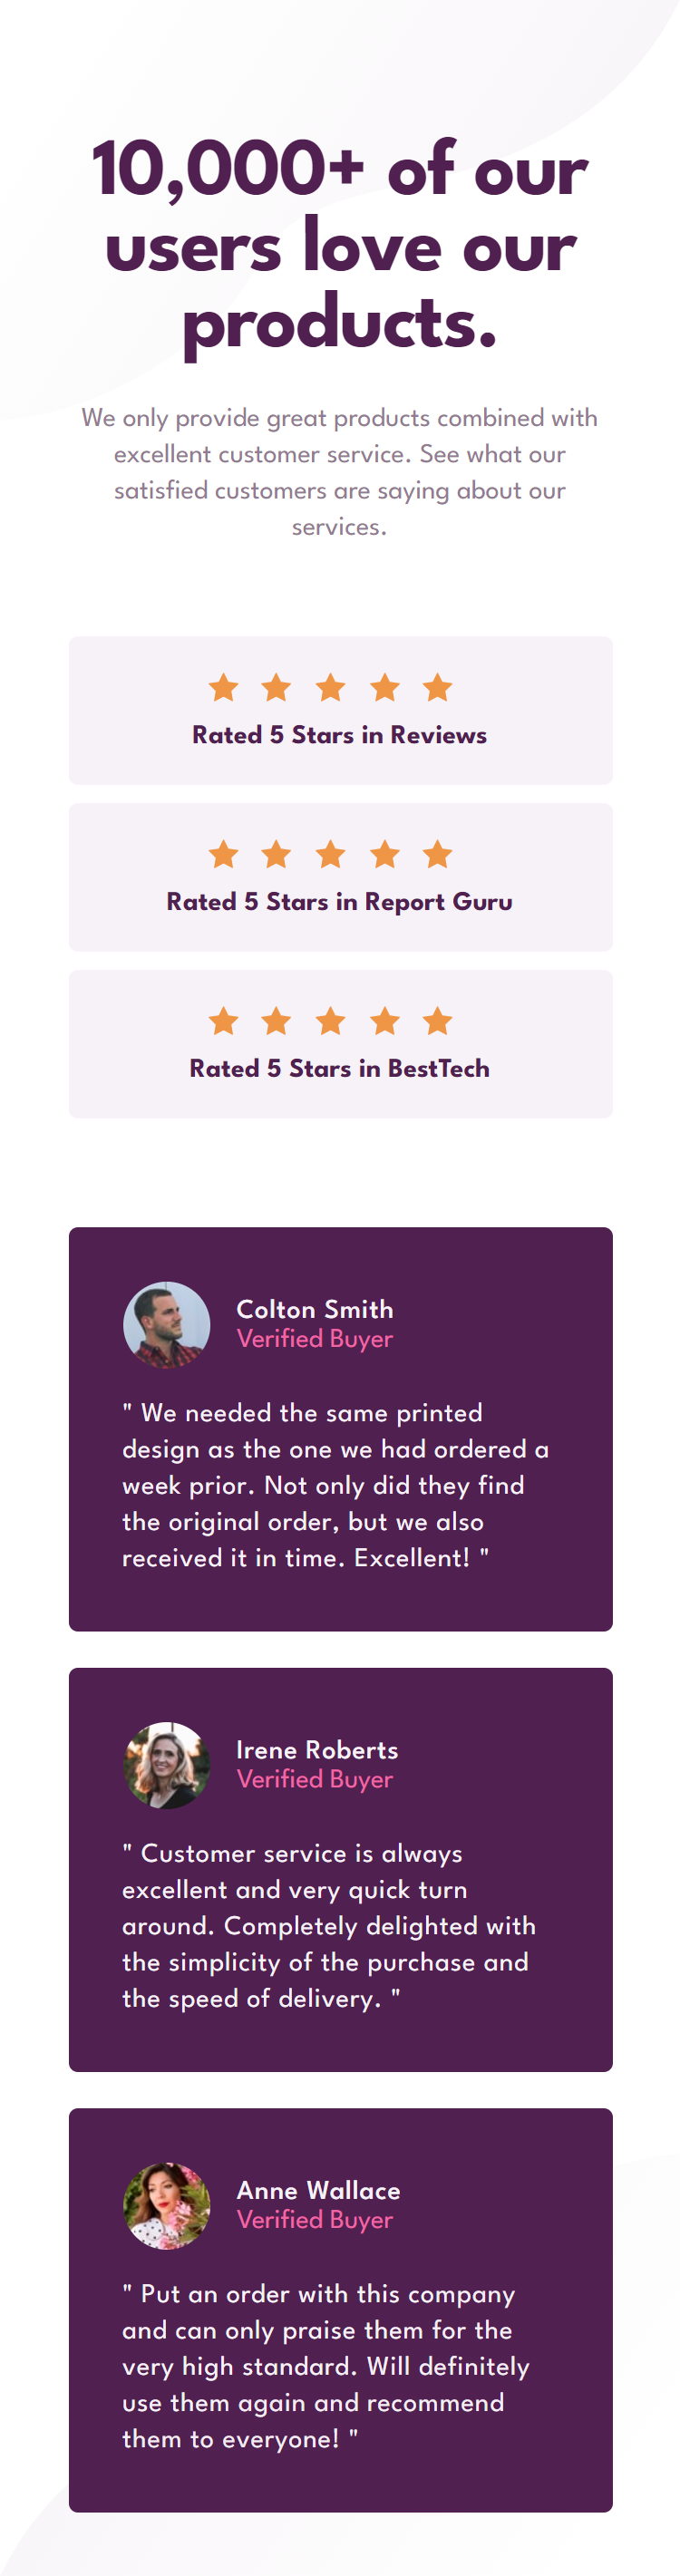 10,000+ of our
users love our
products.
We only provide great products combined with
excellent customer service. See what our
satisfied customers are saying about our
services.
Rated 5 Stars in Reviews
Rated 5 Stars in Report Guru
Rated 5 Stars in BestTech
Colton Smith
Verified Buyer
" We needed the same printed
design as the one we had ordered a
week prior. Not only did they find
the original order, but we also
received it in time. Excellent! "
Irene Roberts
Verified Buyer
" Customer service is always
excellent and very quick turn
around. Completely delighted with
the simplicity of the purchase and
the speed of delivery. "
Anne Wallace
Verified Buyer
" Put an order with this company
and can only praise them for the
very high standard. Will definitely
use them again and recommend
them to everyone! "